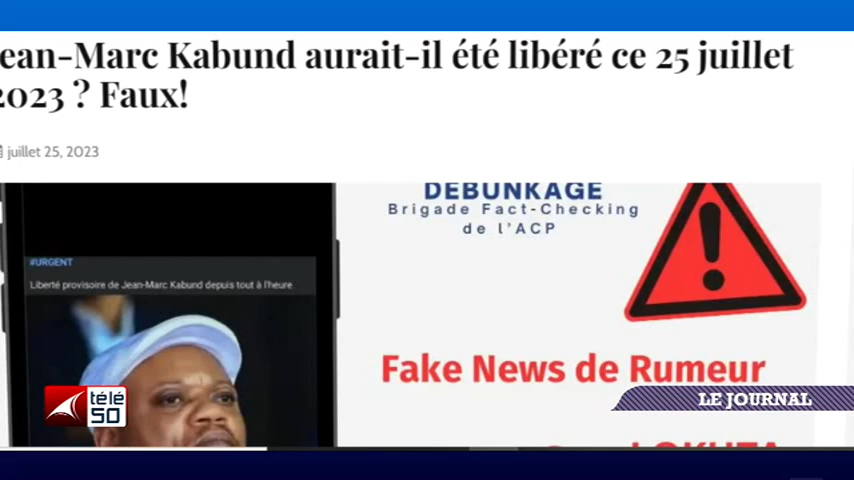 ean-Marc Kabund aurait-il été libéré ce 25 juillet
2023 ? Faux!
juillet 25, 2023
DEBUNKAGE
Brigade Fact-Checking
de l'ACP
#URGENT
Liberté provisoire de Jean-Marc Kabund depuis tout à l'heure
Fake News de Rumeur
télé
50
LE JOURNAL